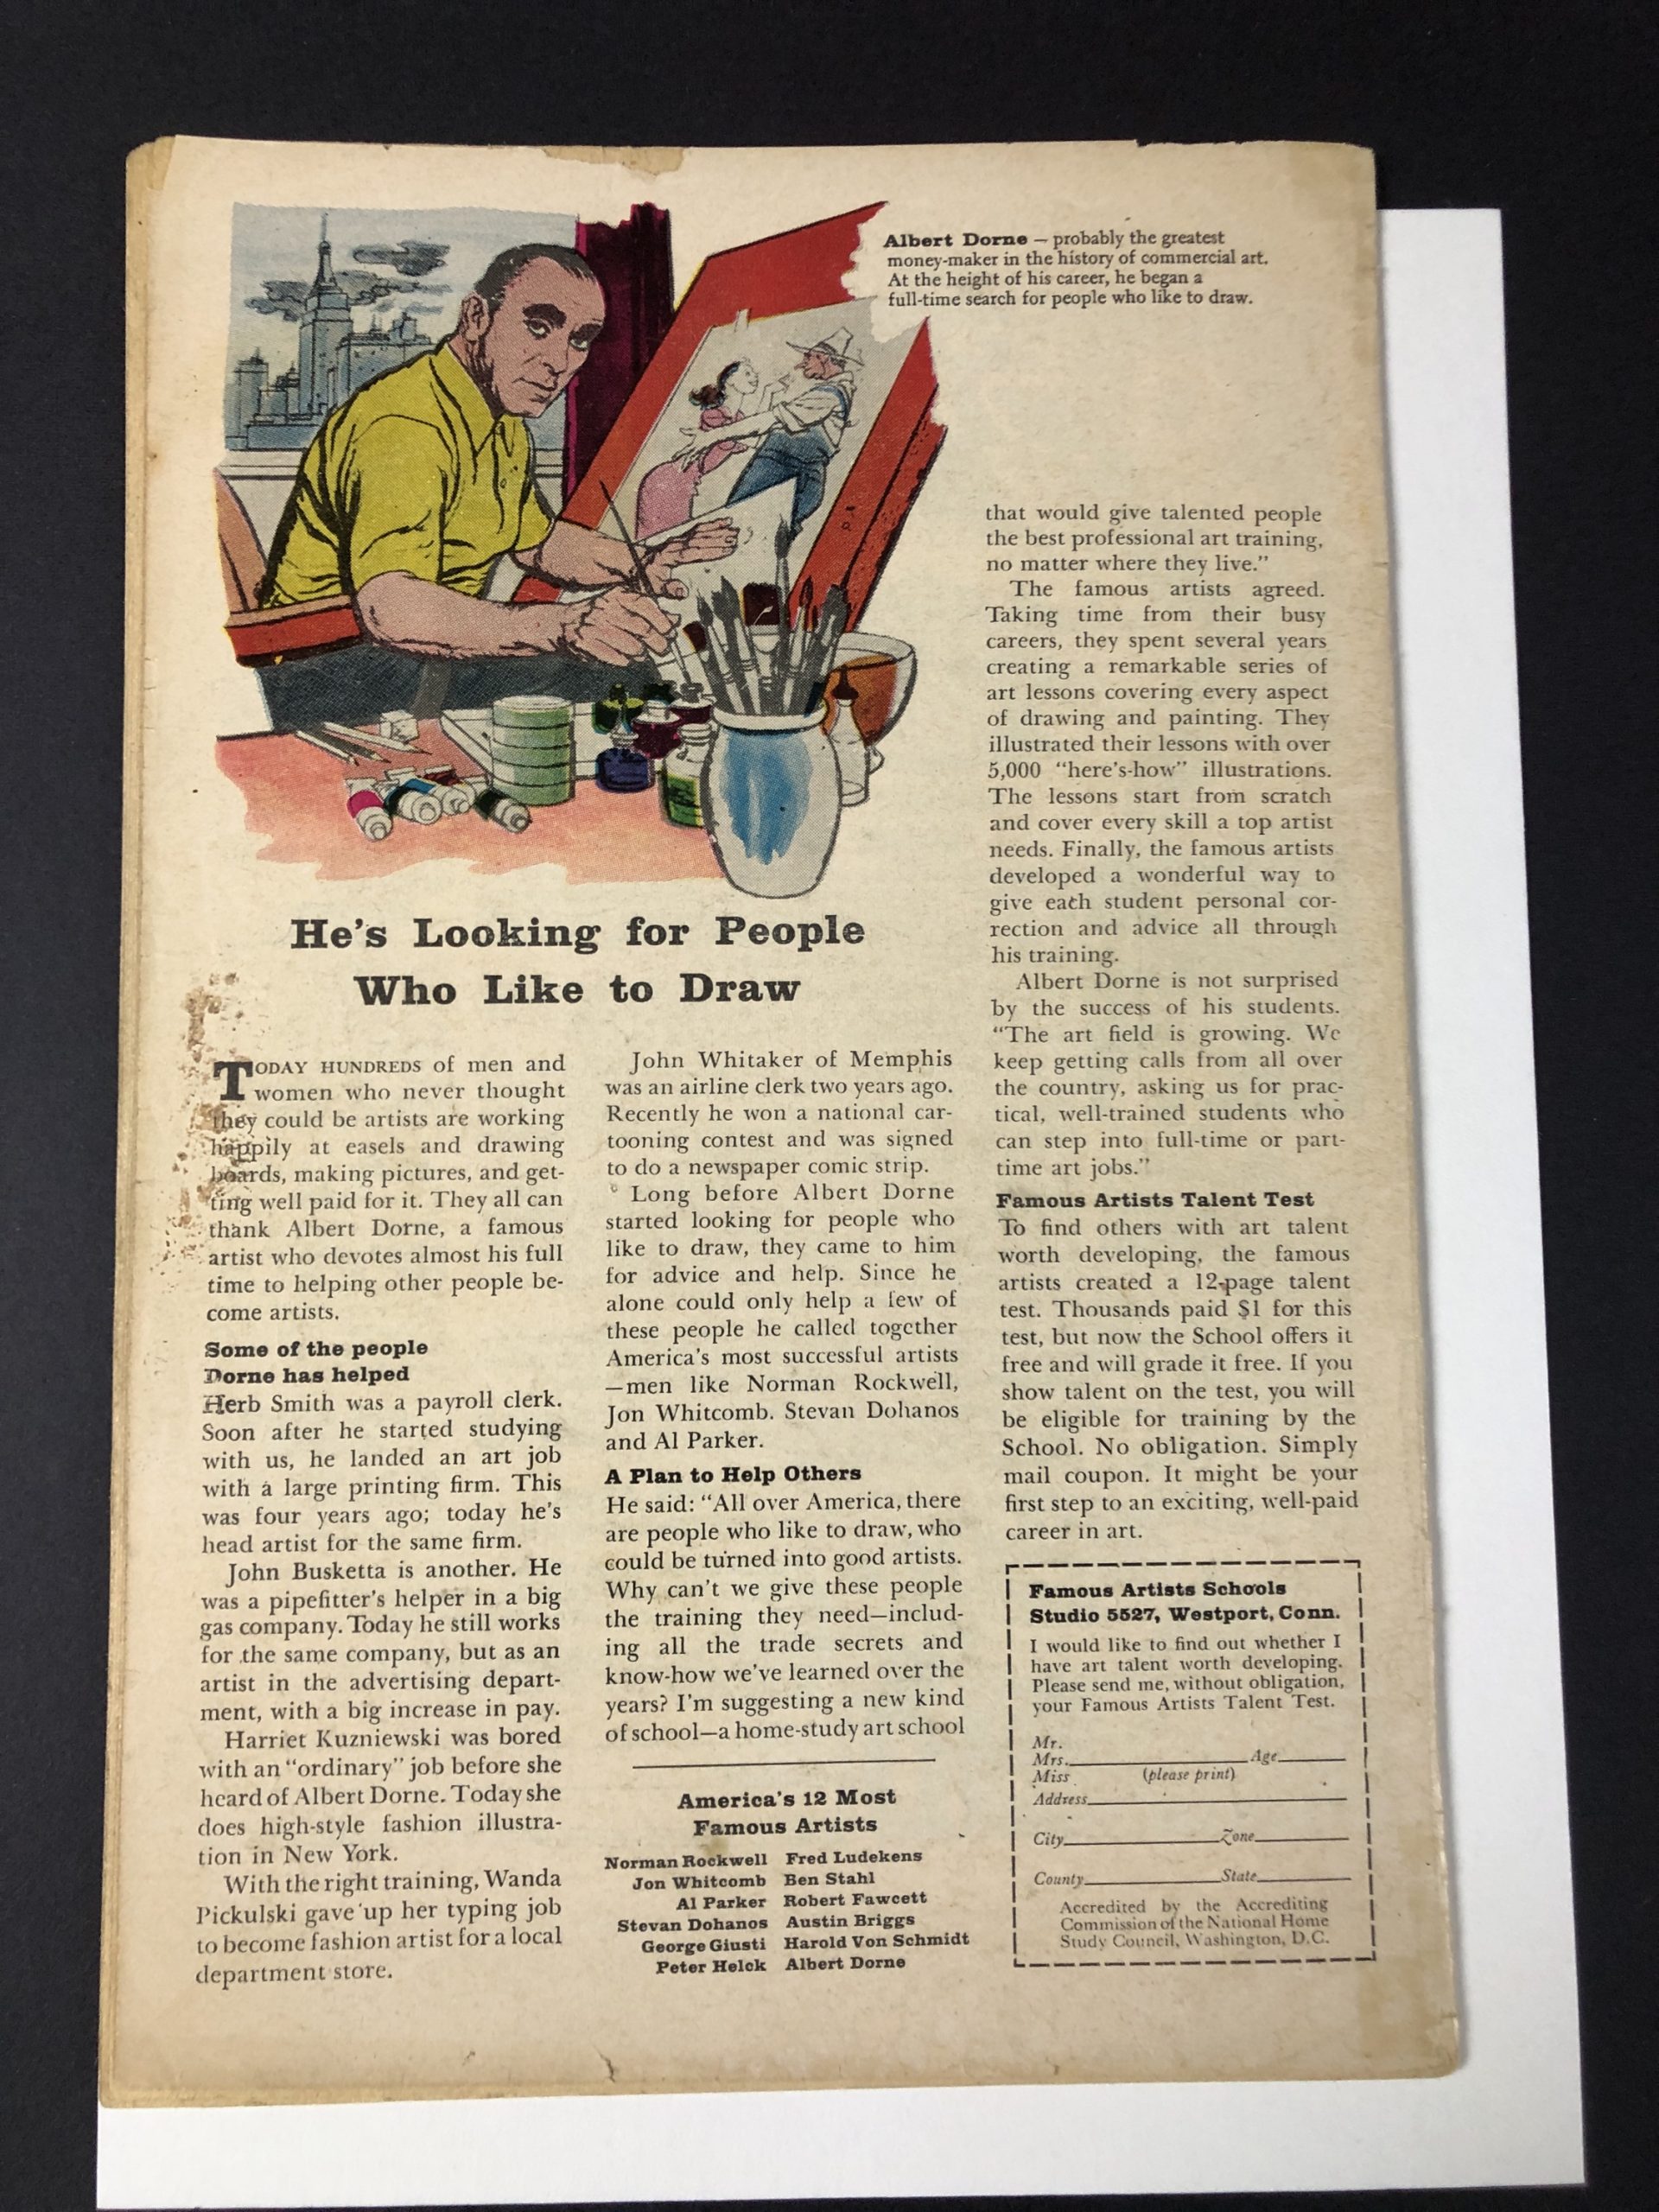 Albert Dorne — probably the greatest
money-maker in the history of commercial art.
At the height of his career, he began a
full-time search for people who like to draw.
He's Looking for People
Who Like to Draw
TODAY HUNDREDS of men and
women who never thought
they could be artists are working
happily at easels and drawing
boards, making pictures, and get-
ting well paid for it. They all can
thank Albert Dorne, a famous
artist who devotes almost his full
time to helping other people be-
come artists.
Some of the people
Dorne has helped
Herb Smith was a payroll clerk.
Soon after he started studying
with us, he landed an art job
with a large printing firm. This
was four years ago; today he's
head artist for the same firm.
John Busketta is another. He
was a pipefitter's helper in a big
gas company. Today he still works
for the same company, but as an
artist in the advertising depart-
ment, with a big increase in pay.
Harriet Kuzniewski was bored
with an "ordinary" job before she
heard of Albert Dorne. Today she
does high-style fashion illustra-
tion in New York.
With the right training, Wanda
Pickulski gave up her typing job
to become fashion artist for a local
department store.
John Whitaker of Memphis
was an airline clerk two years ago.
Recently he won a national car-
tooning contest and was signed
to do a newspaper comic strip.
Long before Albert Dorne
started looking for people who
like to draw, they came to him
for advice and help. Since he
alone could only help a few of
these people he called together
America's most successful artists
—men like Norman Rockwell,
Jon Whitcomb. Stevan Dohanos
and Al Parker.
A Plan to Help Others
He said: "All over America, there
are people who like to draw, who
could be turned into good artists.
Why can't we give these people
the training they need—includ-
ing all the trade secrets and
know-how we've learned over the
years? I'm suggesting a new kind
of school—a home-study art school
America's 12 Most
Famous Artists
Norman Rockwell Fred Ludekens
Jon Whitcomb Ben Stahl
Al Parker Robert Fawcett
Stevan Dohanos Austin Briggs
George Giusti Harold Von Schmidt
Peter Helck Albert Dorne
that would give talented people
the best professional art training,
no matter where they live."
The famous artists agreed.
Taking time from their busy
careers, they spent several years
creating a remarkable series of
art lessons covering every aspect
of drawing and painting. They
illustrated their lessons with over
5,000 "here's-how" illustrations.
The lessons start from scratch
and cover every skill a top artist
needs. Finally, the famous artists
developed a wonderful way to
give each student personal cor-
rection and advice all through
his training.
Albert Dorne is not surprised
by the success of his students.
"The art field is growing. We
keep getting calls from all over
the country, asking us for prac-
tical, well-trained students who
can step into full-time or part-
time art jobs."
Famous Artists Talent Test
To find others with art talent
worth developing, the famous
artists created a 12-page talent
test. Thousands paid $1 for this
test, but now the School offers it
free and will grade it free. If you
show talent on the test, you will
be eligible for training by the
School. No obligation. Simply
mail coupon. It might be your
first step to an exciting, well-paid
career in art.
Famous Artists Schools
Studio 5527, Westport, Conn.
I would like to find out whether I
have art talent worth developing.
Please send me, without obligation,
your Famous Artists Talent Test.
Mr.
Mrs. Age
Miss (please print)
Address
City Zone
County State
Accredited by the Accrediting
Commission of the National Home
Study Council, Washington, D.C.